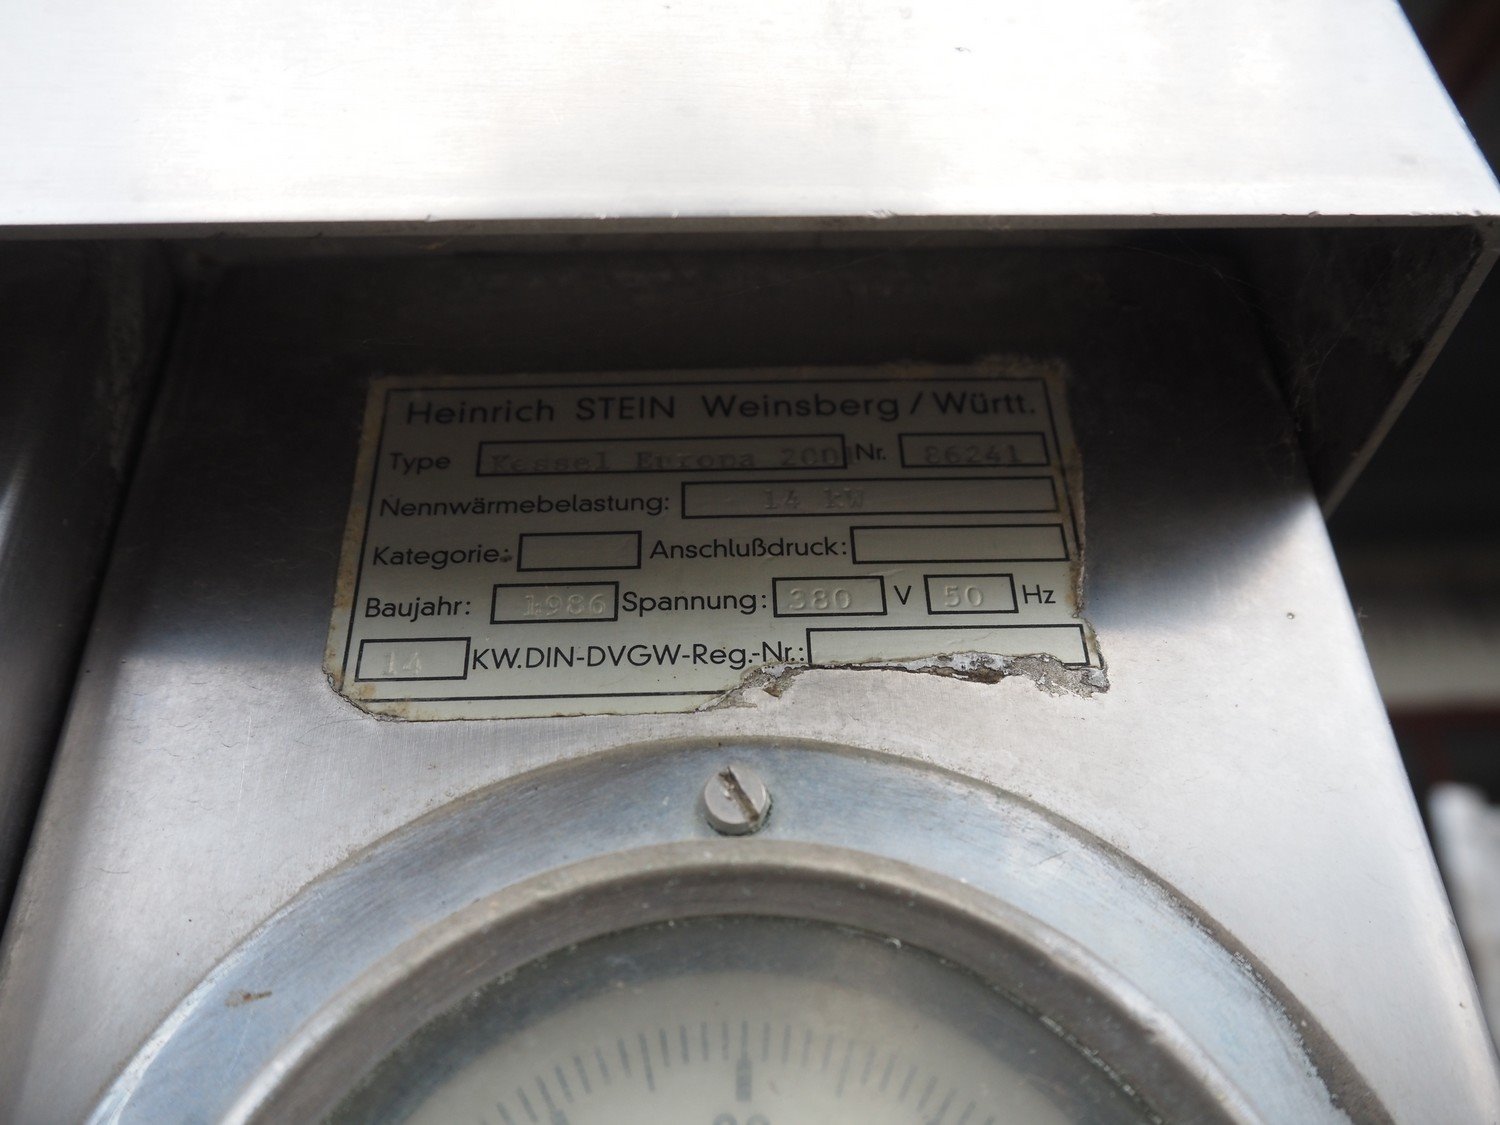 Heinrich STEIN Weinsberg / Württ.
Type Kessel Europa 200 Nr. 86241
Nennwärmebelastung: 14 kW
Kategorie: Anschlußdruck:
Baujahr: 1986 Spannung: 380 V 50 Hz
14 KW.DIN-DVGW-Reg.-Nr.: